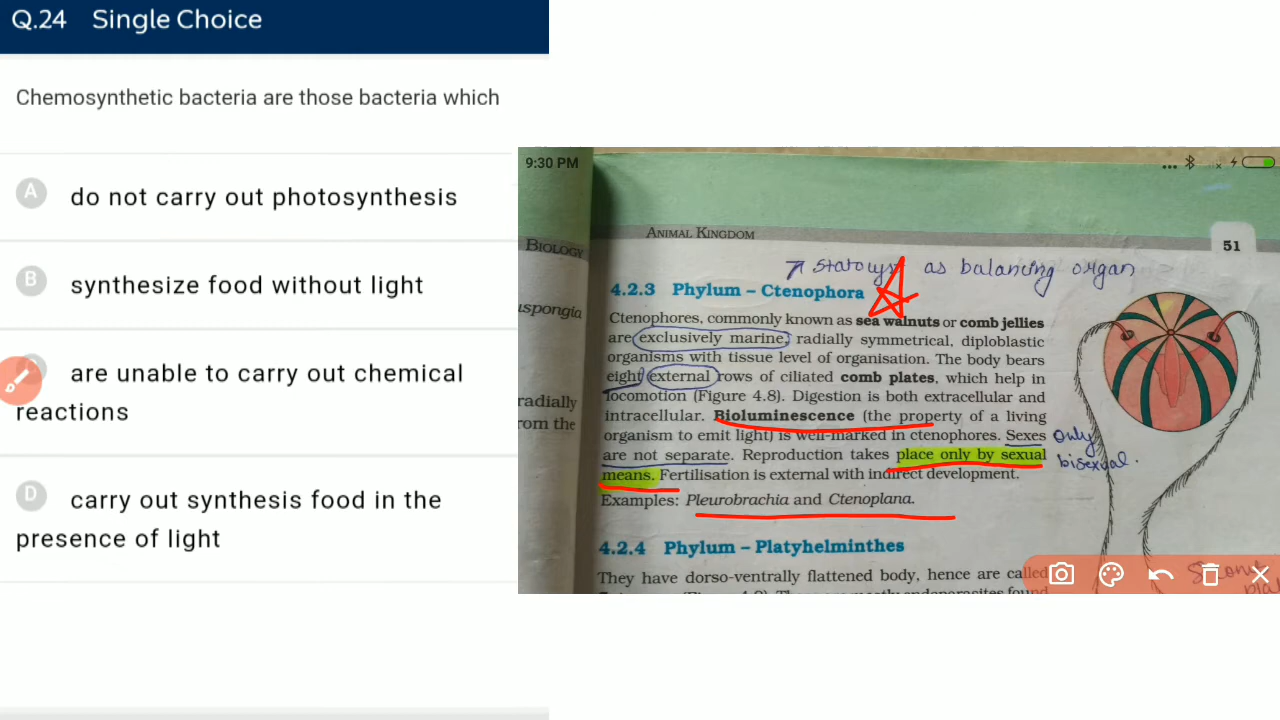 Q.24 Single Choice
Chemosynthetic bacteria are those bacteria which
A do not carry out photosynthesis
B synthesize food without light
are unable to carry out chemical
reactions
D carry out synthesis food in the
presence of light
9:30 PM
BIOLOGY
uspongia
radially
rom the
ANIMAL KINGDOM
51
statocyst as balancing organ
4.2.3 Phylum – Ctenophora
Ctenophores, commonly known as sea walnuts or comb jellies
are exclusively marine, radially symmetrical, diploblastic
organisms with tissue level of organisation. The body bears
eight external rows of ciliated comb plates, which help in
locomotion (Figure 4.8). Digestion is both extracellular and
intracellular. Bioluminescence (the property of a living
organism to emit light) is well-marked in ctenophores. Sexes
are not separate. Reproduction takes place only by sexual
means. Fertilisation is external with indirect development.
Examples: Pleurobrachia and Ctenoplana.
only
bisexual.
4.2.4 Phylum – Platyhelminthes
They have dorso-ventrally flattened body, hence are called